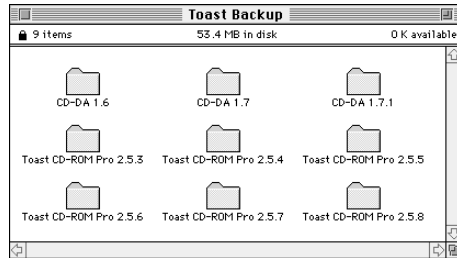 Toast Backup
9 items 53.4 MB in disk 0 K available
CD-DA 1.6 CD-DA 1.7 CD-DA 1.7.1
Toast CD-ROM Pro 2.5.3 Toast CD-ROM Pro 2.5.4 Toast CD-ROM Pro 2.5.5
Toast CD-ROM Pro 2.5.6 Toast CD-ROM Pro 2.5.7 Toast CD-ROM Pro 2.5.8